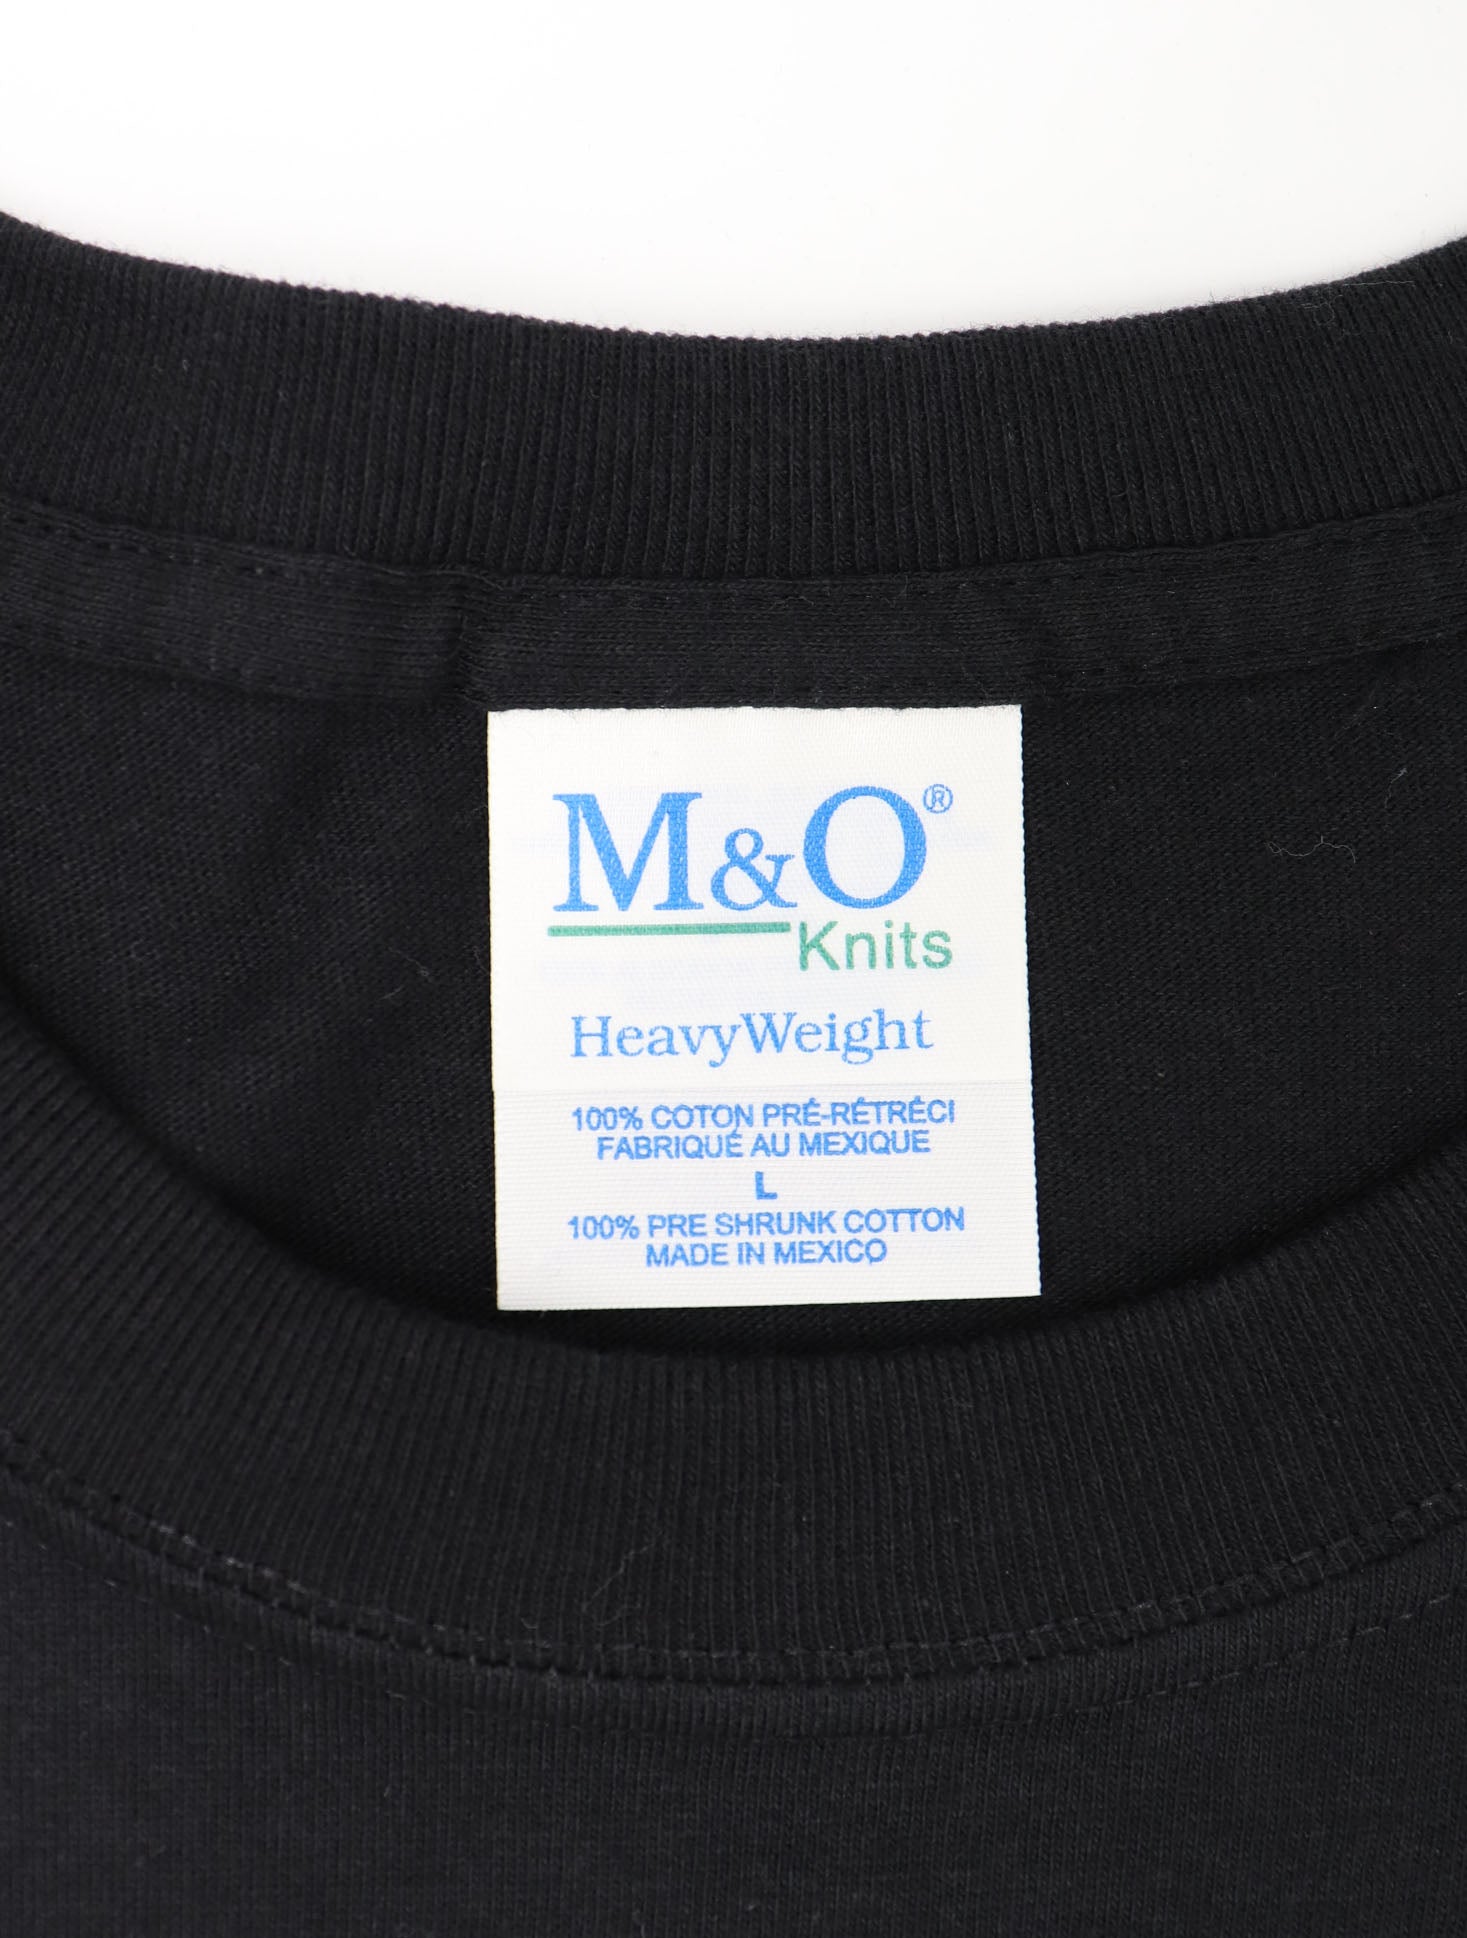 M&O®
Knits
HeavyWeight
100% COTON PRÉ-RÉTRÉCI
FABRIQUÉ AU MEXIQUE
L
100% PRE SHRUNK COTTON
MADE IN MEXICO